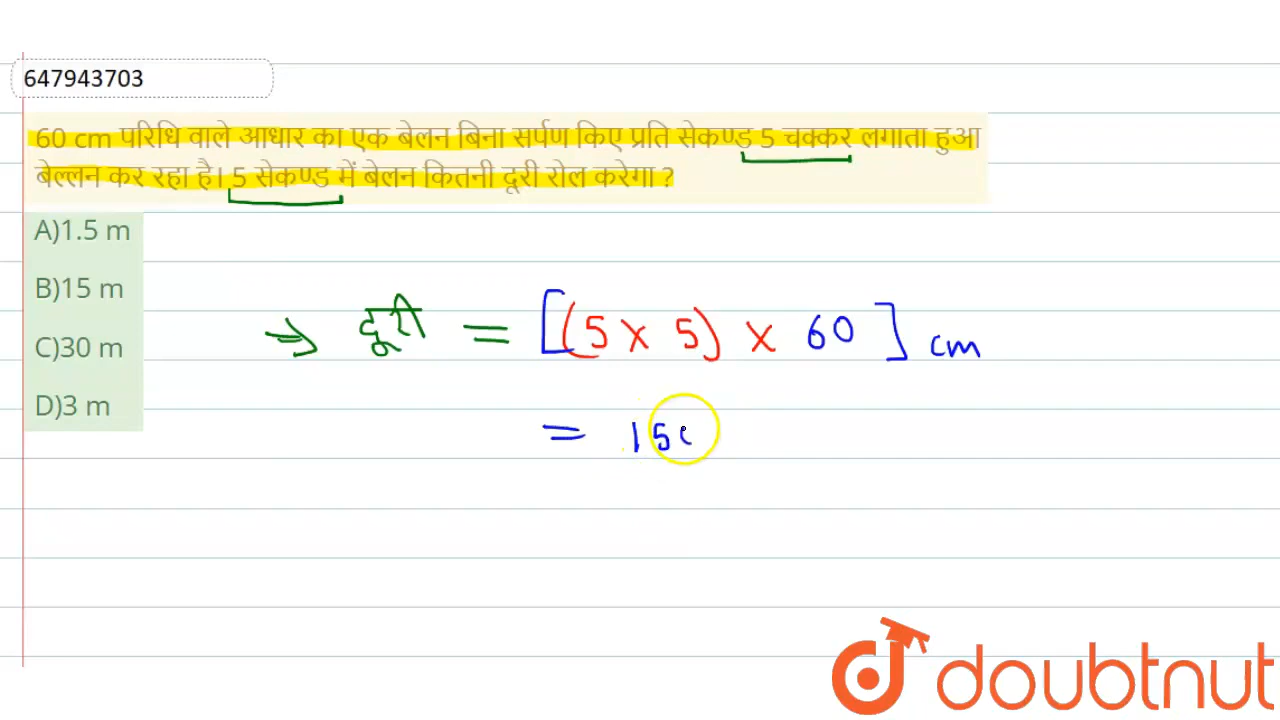 647943703
60 cm परिधि वाले आधार का एक बेलन बिना सर्पण किए प्रति सेकण्ड 5 चक्कर लगाता हुआ
बेल्लन कर रहा है। 5 सेकण्ड में बेलन कितनी दूरी रोल करेगा ?
A)1.5 m
B)15 m
C)30 m
D)3 m
⇒ दूरी = [(5 × 5) × 60] cm
= 150
doubtnut